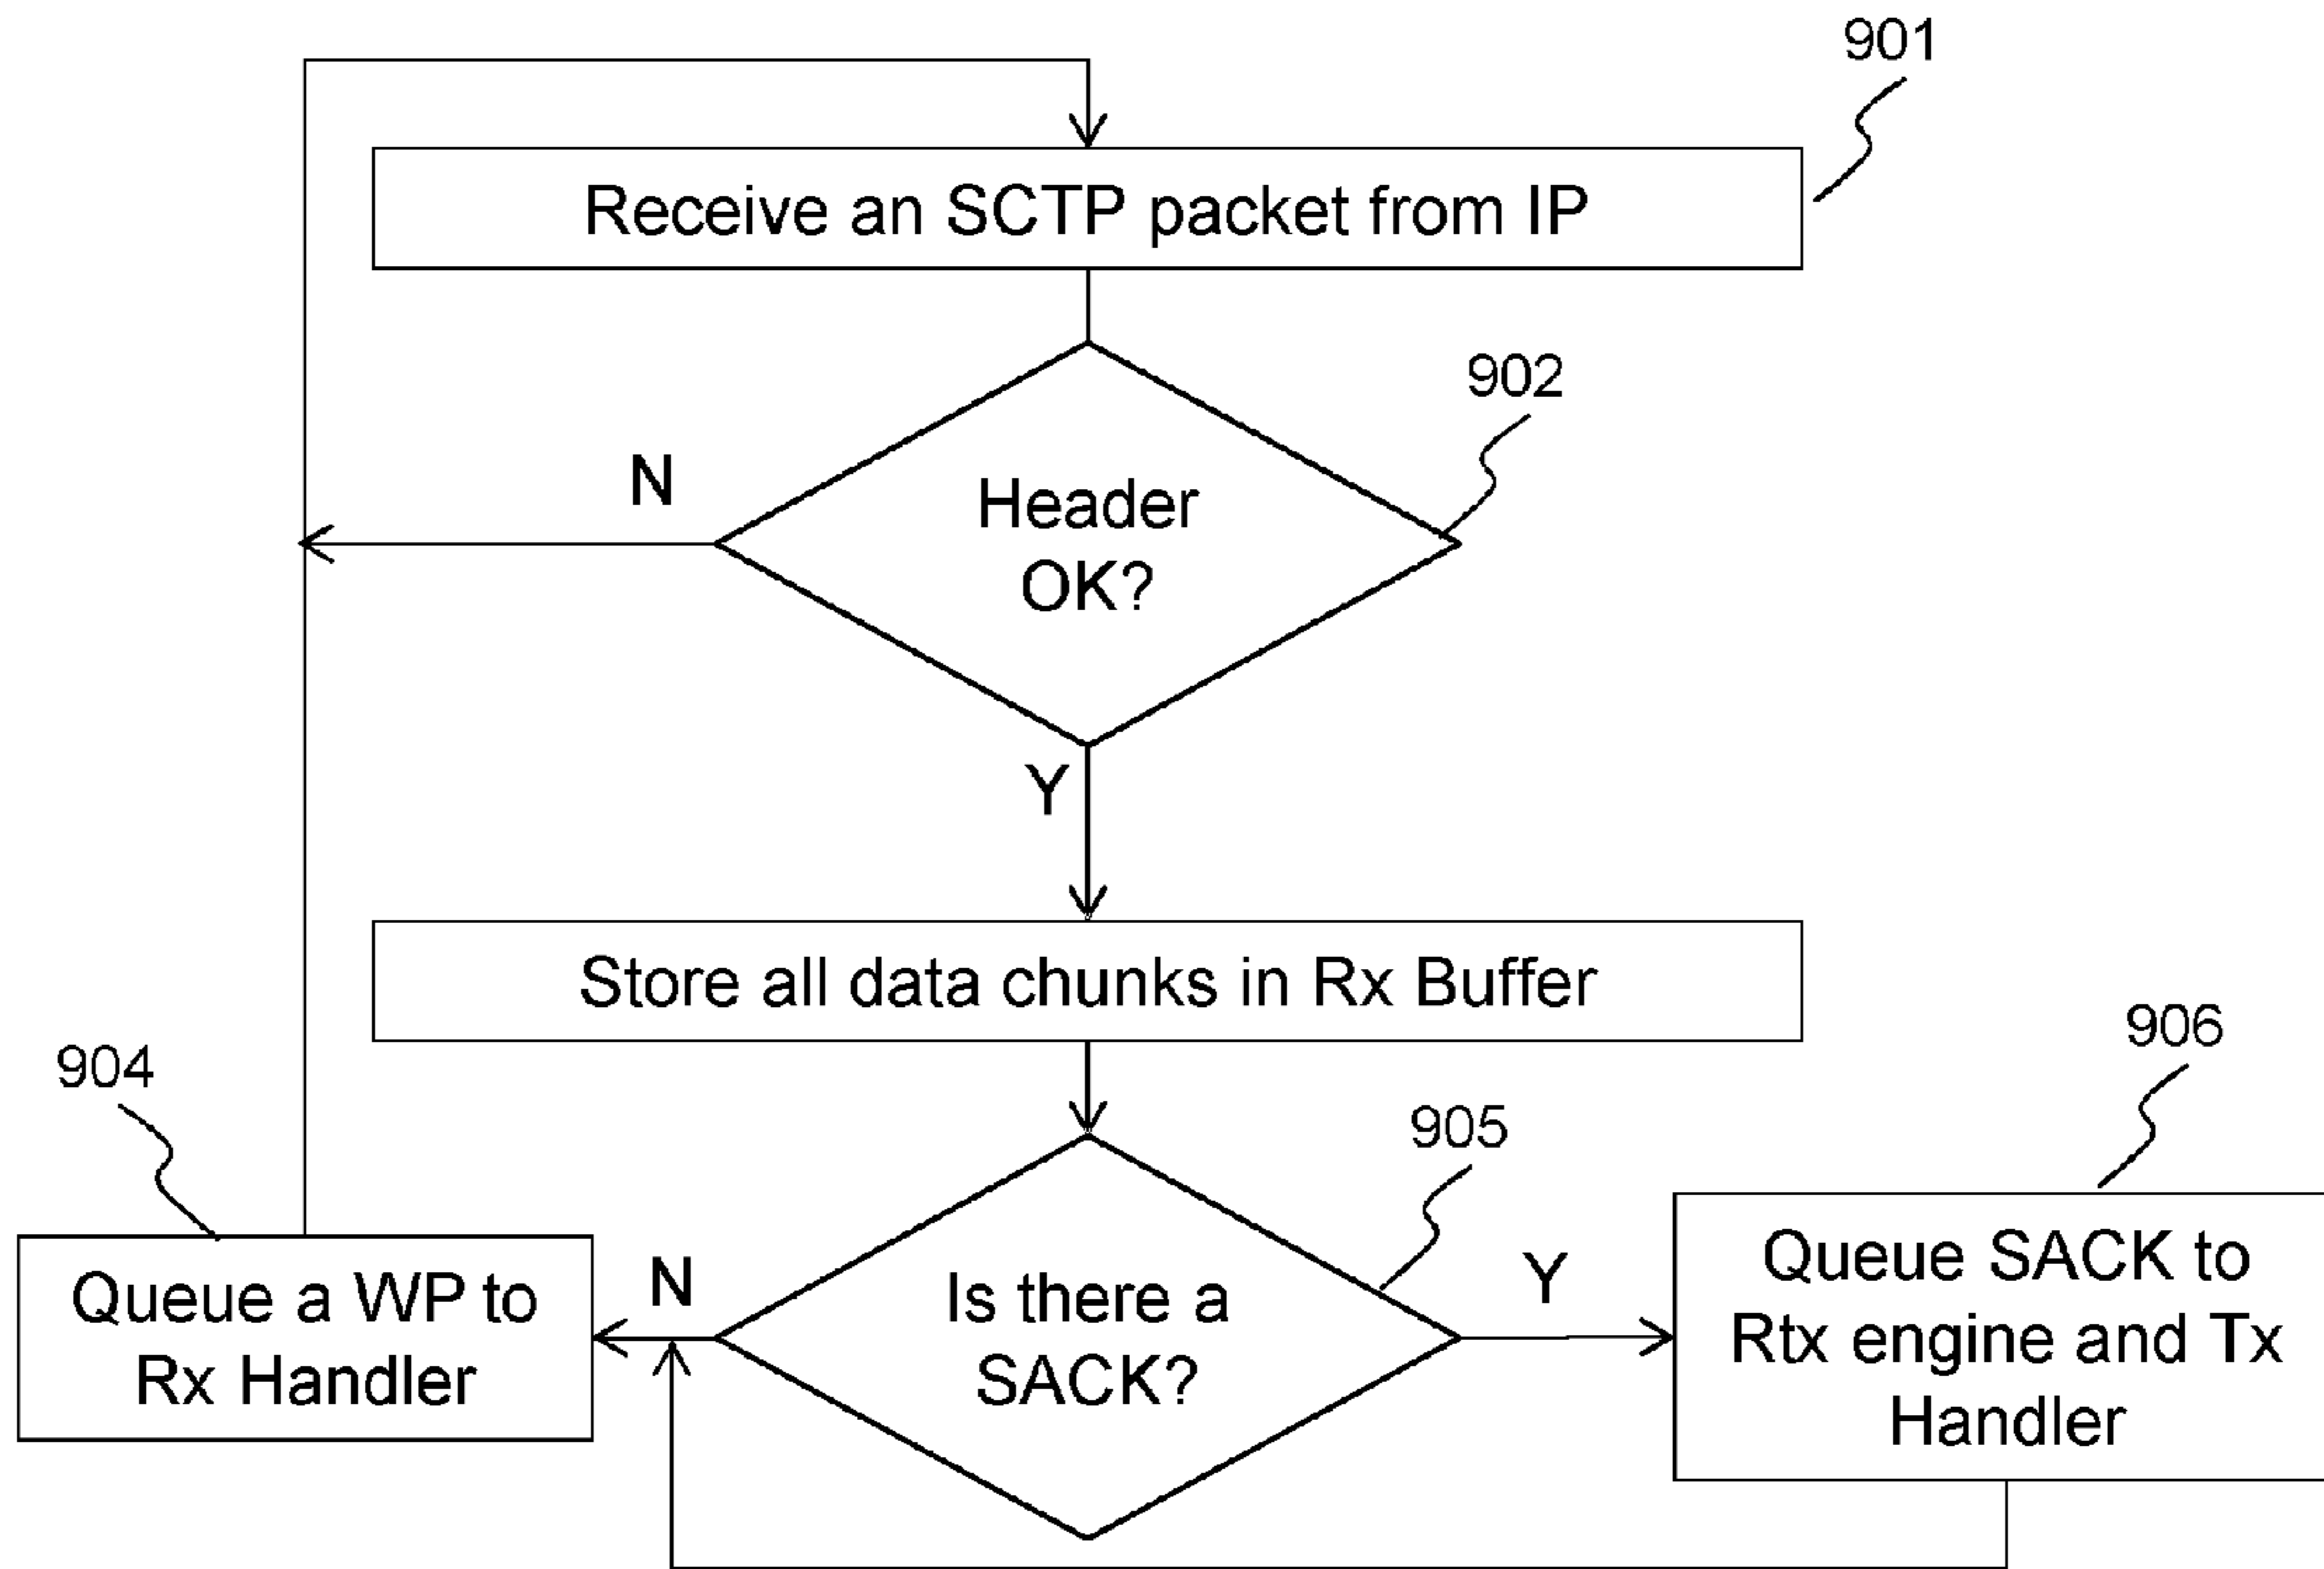 901
Receive an SCTP packet from IP
902
N
Header
OK?
Y
Store all data chunks in Rx Buffer
904
905
906
Queue a WP to
Rx Handler
N
Is there a
SACK?
Y
Queue SACK to
Rtx engine and Tx
Handler